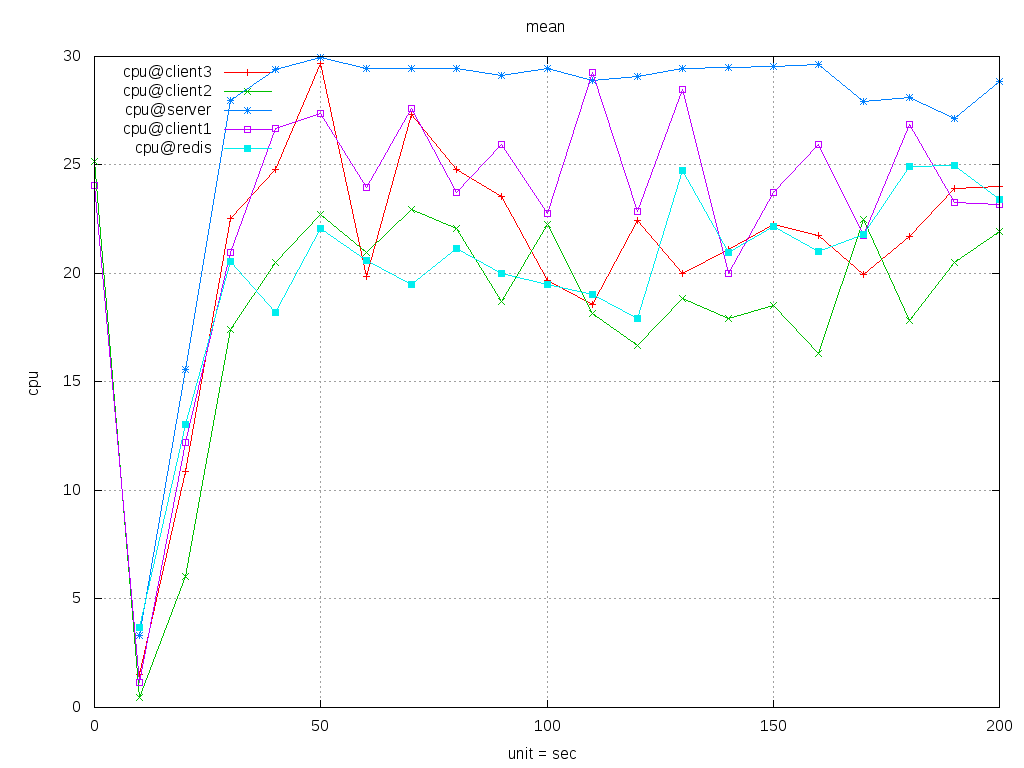 mean
30
25
20
15
10
5
0
cpu
cpu@client3
cpu@client2
cpu@server
cpu@client1
cpu@redis
0 50 100 150 200
unit = sec